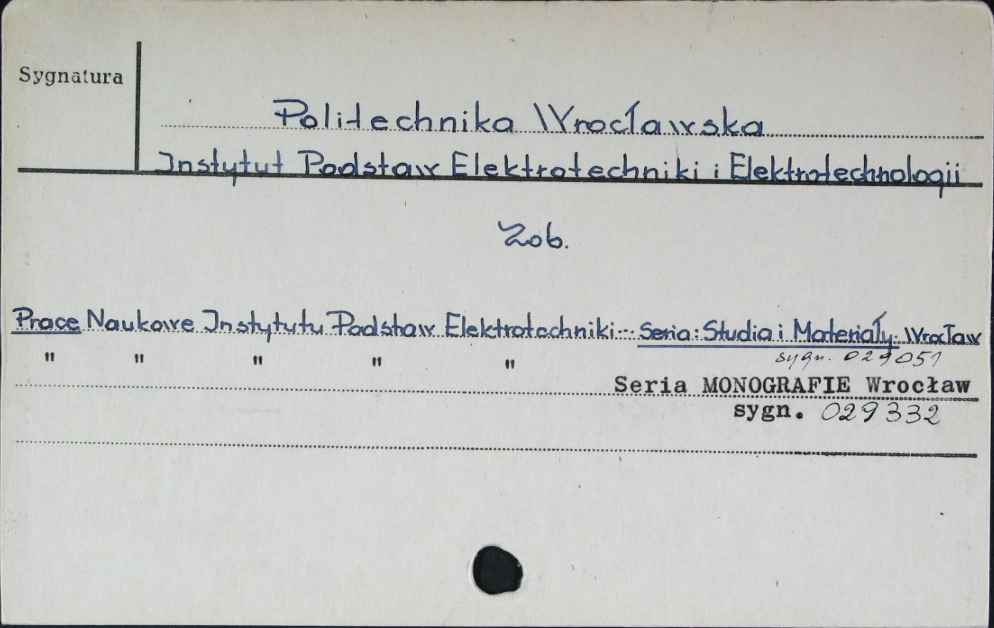 Sygnatura
Politechnika Wrocławska
Instytut Podstaw Elektrotechniki i Elektrotechnologii
Zob.
Prace Naukowe Instytutu Podstaw Elektrotechniki... Seria: Studia i Materiały. Wrocław
" " " " " sygn. 029051
Seria MONOGRAFIE Wrocław
sygn. 029332